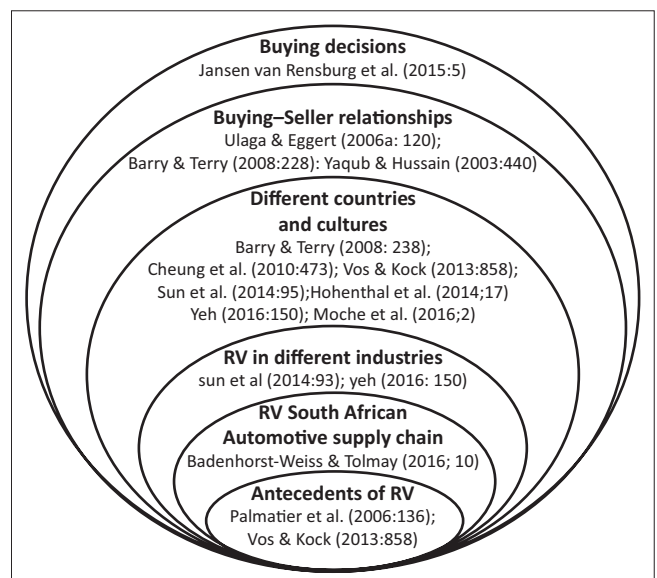 Buying decisions
Jansen van Rensburg et al. (2015:5)
Buying–Seller relationships
Ulaga & Eggert (2006a: 120);
Barry & Terry (2008:228): Yaqub & Hussain (2003:440)
Different countries
and cultures
Barry & Terry (2008: 238);
Cheung et al. (2010:473); Vos & Kock (2013:858);
Sun et al. (2014:95);Hohenthal et al. (2014;17)
Yeh (2016:150); Moche et al. (2016;2)
RV in different industries
sun et al (2014:93); yeh (2016: 150)
RV South African
Automotive supply chain
Badenhorst-Weiss & Tolmay (2016; 10)
Antecedents of RV
Palmatier et al. (2006:136);
Vos & Kock (2013:858)